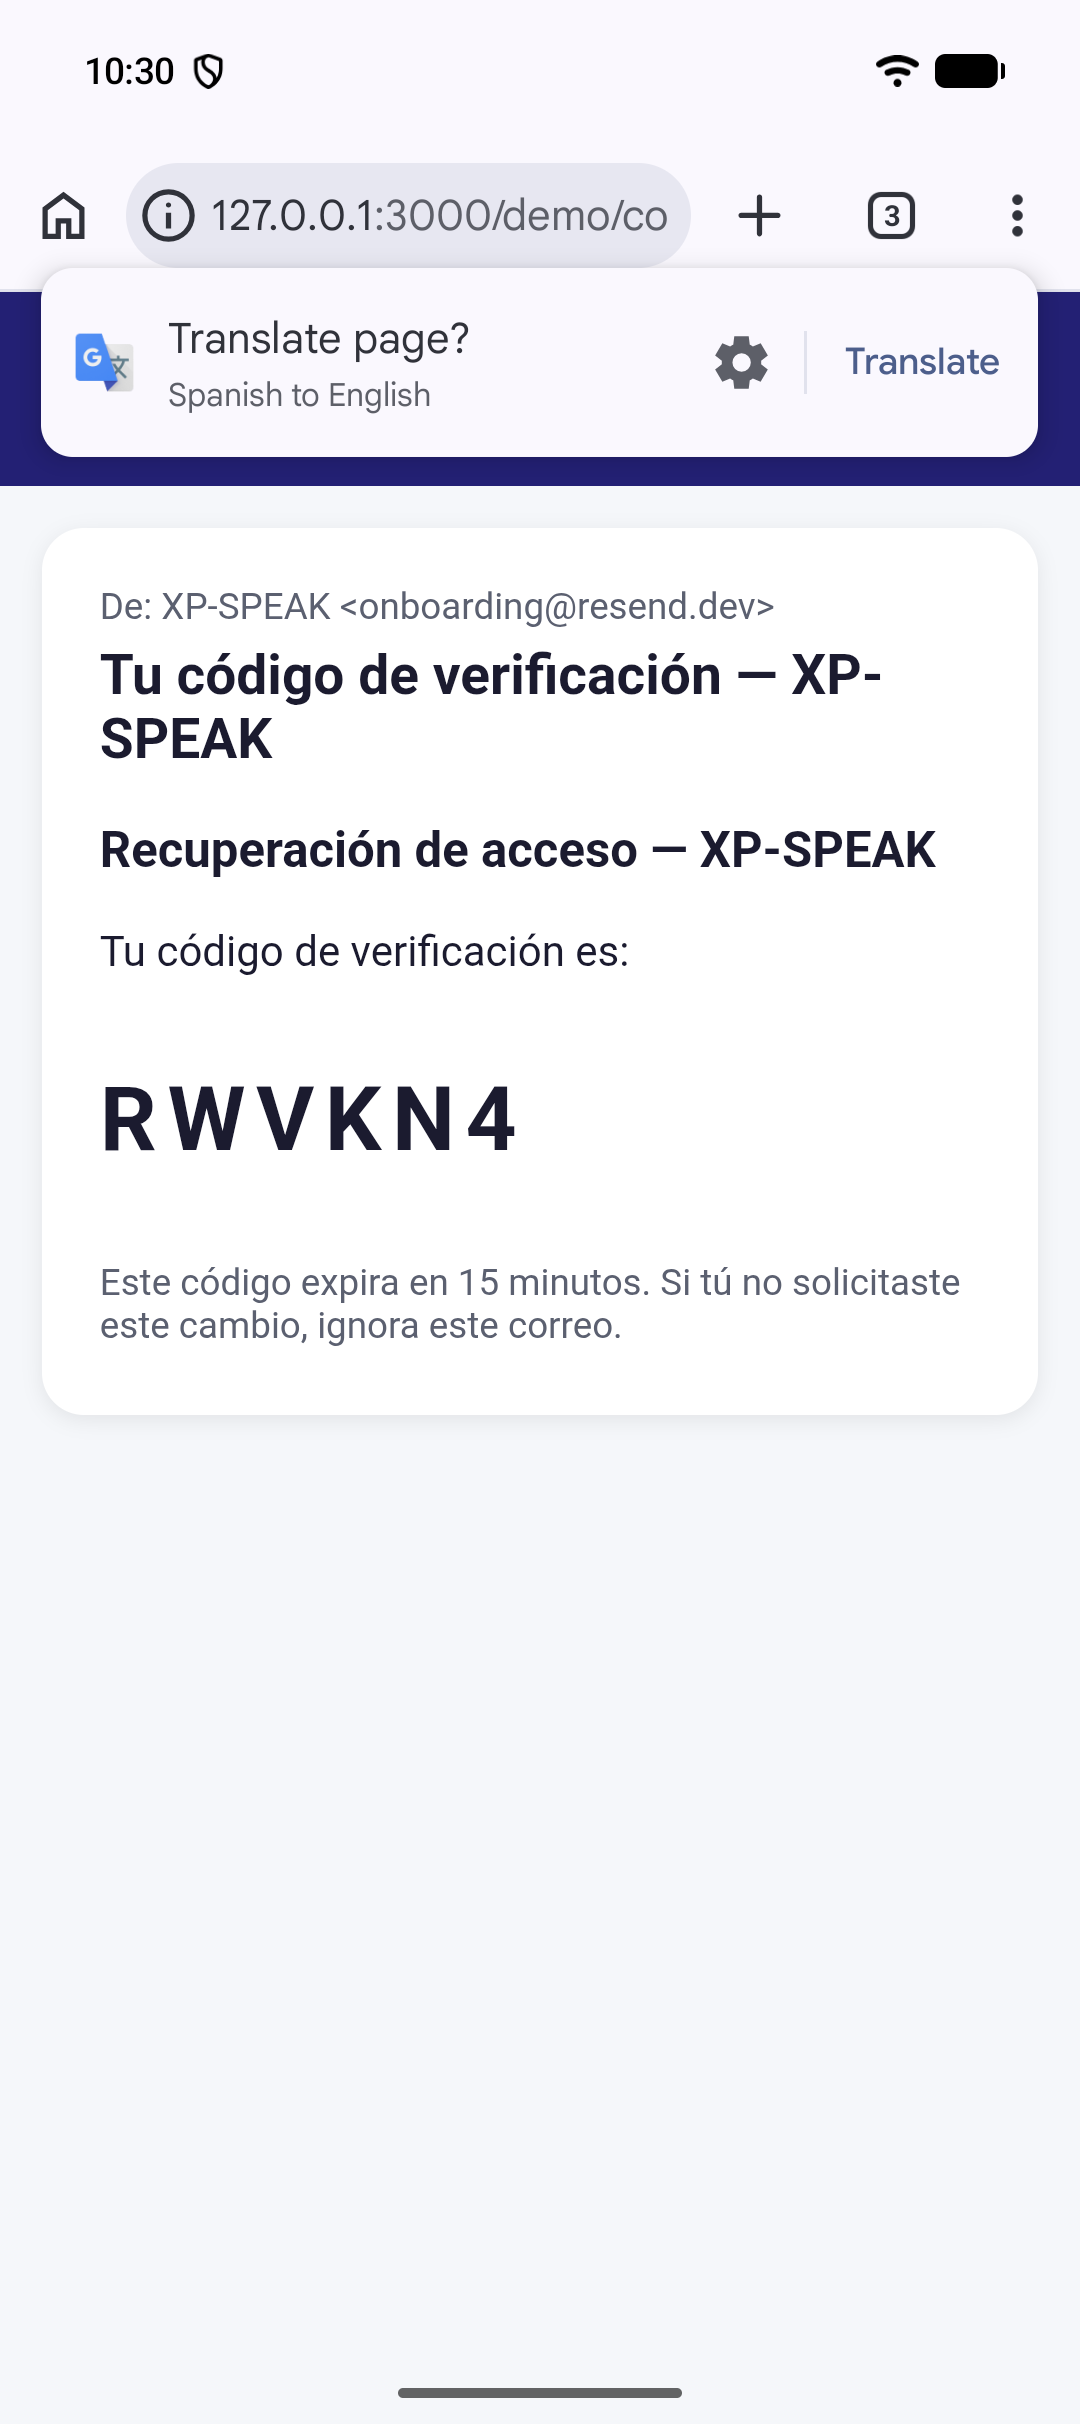 10:30
127.0.0.1:3000/demo/co
3
Translate page?
Spanish to English
Translate
De: XP-SPEAK <onboarding@resend.dev>
Tu código de verificación — XP-
SPEAK
Recuperación de acceso — XP-SPEAK
Tu código de verificación es:
RWVKN4
Este código expira en 15 minutos. Si tú no solicitaste
este cambio, ignora este correo.